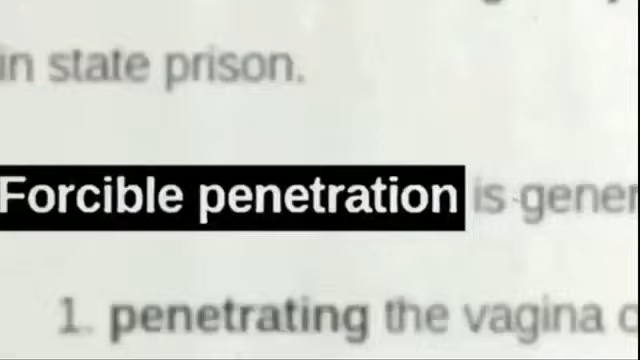 in state prison.
Forcible penetration is gener
1. penetrating the vagina